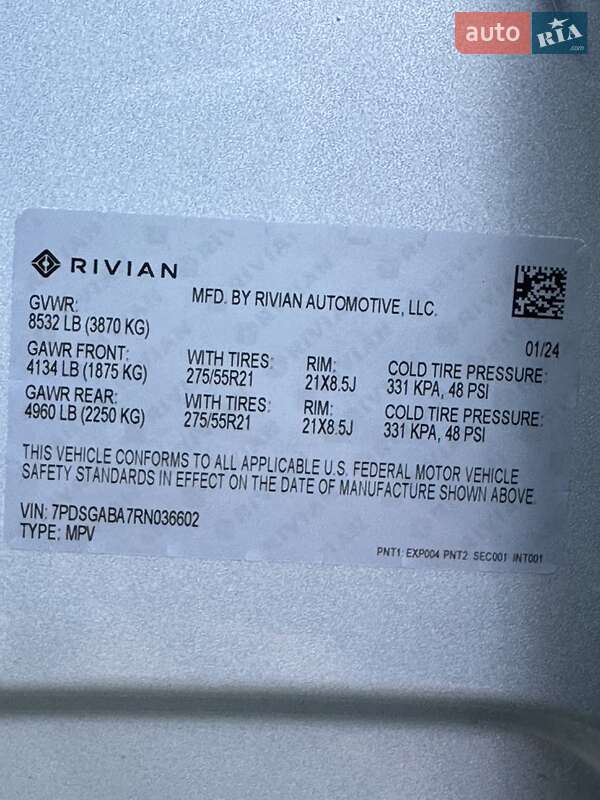 auto RIA.com
RIVIAN
MFD. BY RIVIAN AUTOMOTIVE, LLC.
GVWR:
8532 LB (3870 KG)
01/24
GAWR FRONT: WITH TIRES: RIM: COLD TIRE PRESSURE:
4134 LB (1875 KG) 275/55R21 21X8.5J 331 KPA, 48 PSI
GAWR REAR: WITH TIRES: RIM: COLD TIRE PRESSURE:
4960 LB (2250 KG) 275/55R21 21X8.5J 331 KPA, 48 PSI
THIS VEHICLE CONFORMS TO ALL APPLICABLE U.S. FEDERAL MOTOR VEHICLE
SAFETY STANDARDS IN EFFECT ON THE DATE OF MANUFACTURE SHOWN ABOVE.
VIN: 7PDSGABA7RN036602
TYPE: MPV
PNT1: EXP004 PNT2: SEC001 INT001